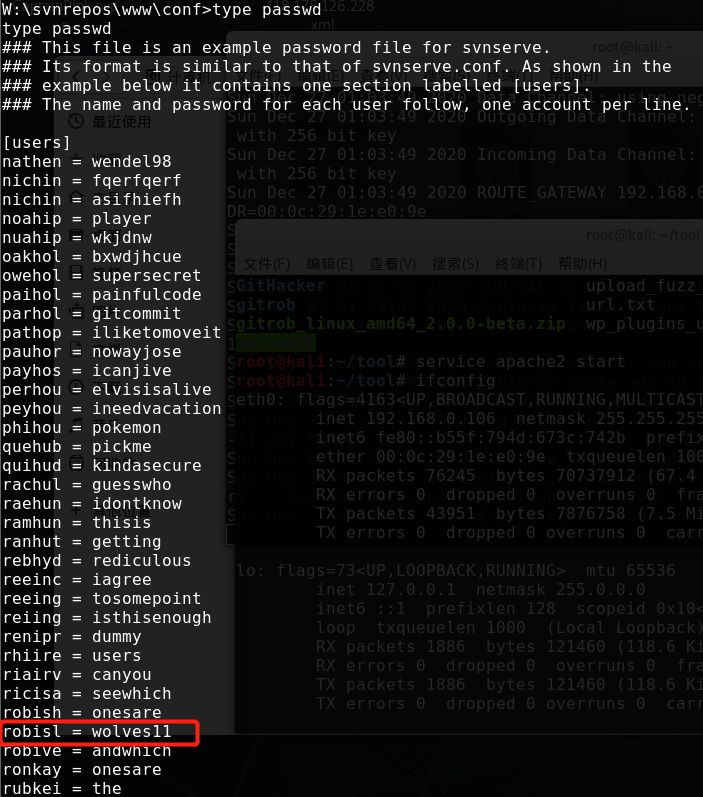 W:\svnrepos\www\conf>type passwd
type passwd
### This file is an example password file for svnserve.
### Its format is similar to that of svnserve.conf. As shown in the
### example below it contains one section labelled [users].
### The name and password for each user follow, one account per line.
[users]
nathen = wendel98
nichin = fqerfqerf
nichin = asifhiefh
noahip = player
nuahip = wkjdnw
oakhol = bxwdjhcue
owehol = supersecret
paihol = painfulcode
parhol = gitcommit
pathop = iliketomoveit
pauhor = nowayjose
payhos = icanjive
perhou = elvisisalive
peyhou = ineedvacation
phihou = pokemon
quehub = pickme
quihud = kindasecure
rachul = guesswho
raehun = idontknow
ramhun = thisis
ranhut = getting
rebhyd = rediculous
reeinc = iagree
reeing = tosomepoint
reiing = isthisenough
renipr = dummy
rhiire = users
riairv = canyou
ricisa = seewhich
robish = onesare
robisl = wolves11
robive = andwhich
ronkay = onesare
rubkei = the
126.228
.xml
root@kali: ~
最近使用
Sun Dec 27 01:03:49 2020 Outgoing Data Channel:
with 256 bit key
Sun Dec 27 01:03:49 2020 Incoming Data Channel:
with 256 bit key
Sun Dec 27 01:03:49 2020 ROUTE_GATEWAY 192.168.0
DR=00:0c:29:1e:e0:9e
root@kali: ~/tool
文件(F) 编辑(E) 查看(V) 搜索(S) 终端(T) 帮助(H)
GitHacker upload_fuzz_
gitrob url.txt
gitrob_linux_amd64_2.0.0-beta.zip wp_plugins_u
root@kali:~/tool# service apache2 start
root@kali:~/tool# ifconfig
eth0: flags=4163<UP,BROADCAST,RUNNING,MULTICAST
inet 192.168.0.106 netmask 255.255.255
inet6 fe80::b55f:794d:673c:742b prefix
ether 00:0c:29:1e:e0:9e txqueuelen 100
RX packets 76245 bytes 70737912 (67.4
RX errors 0 dropped 0 overruns 0 fra
TX packets 43951 bytes 7876758 (7.5 Mi
TX errors 0 dropped 0 overruns 0 carr
lo: flags=73<UP,LOOPBACK,RUNNING> mtu 65536
inet 127.0.0.1 netmask 255.0.0.0
inet6 ::1 prefixlen 128 scopeid 0x10<
loop txqueuelen 1000 (Local Loopback)
RX packets 1886 bytes 121460 (118.6 Ki
RX errors 0 dropped 0 overruns 0 fra
TX packets 1886 bytes 121460 (118.6 Ki
TX errors 0 dropped 0 overruns 0 carr